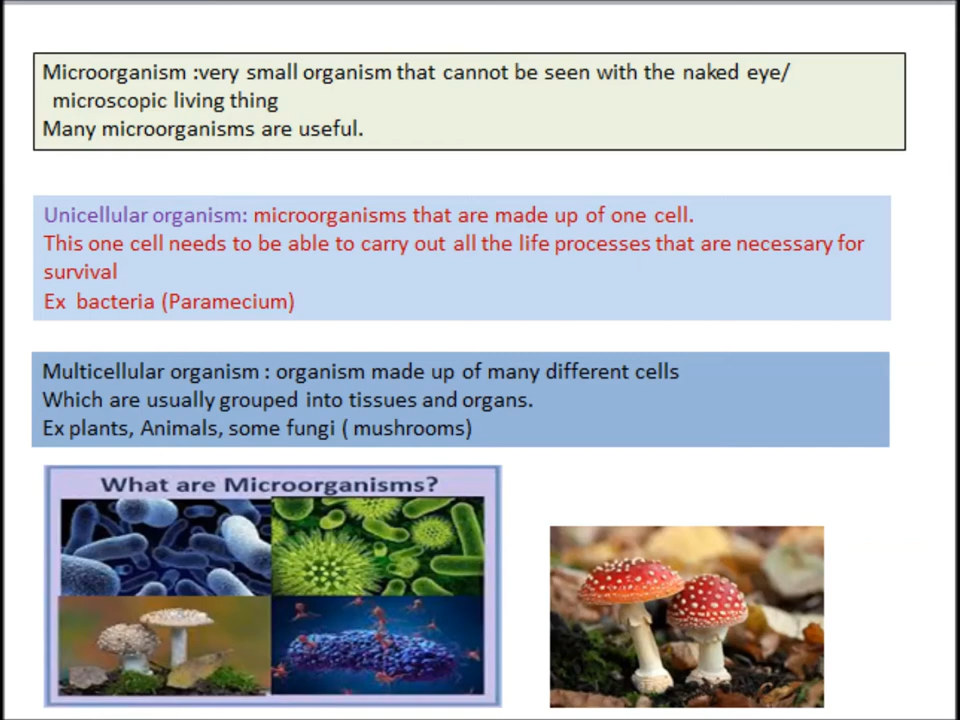 Microorganism :very small organism that cannot be seen with the naked eye/
microscopic living thing
Many microorganisms are useful.
Unicellular organism: microorganisms that are made up of one cell.
This one cell needs to be able to carry out all the life processes that are necessary for
survival
Ex bacteria (Paramecium)
Multicellular organism : organism made up of many different cells
Which are usually grouped into tissues and organs.
Ex plants, Animals, some fungi ( mushrooms)
What are Microorganisms?